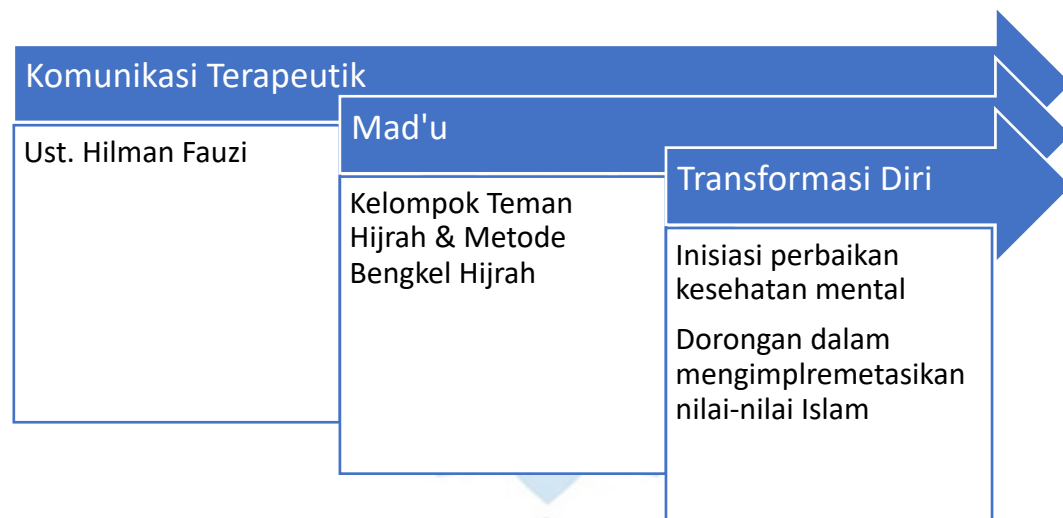 Komunikasi Terapeutik
Ust. Hilman Fauzi
Mad'u
Kelompok Teman
Hijrah & Metode
Bengkel Hijrah
Transformasi Diri
Inisiasi perbaikan
kesehatan mental
Dorongan dalam
mengimplremetasikan
nilai-nilai Islam